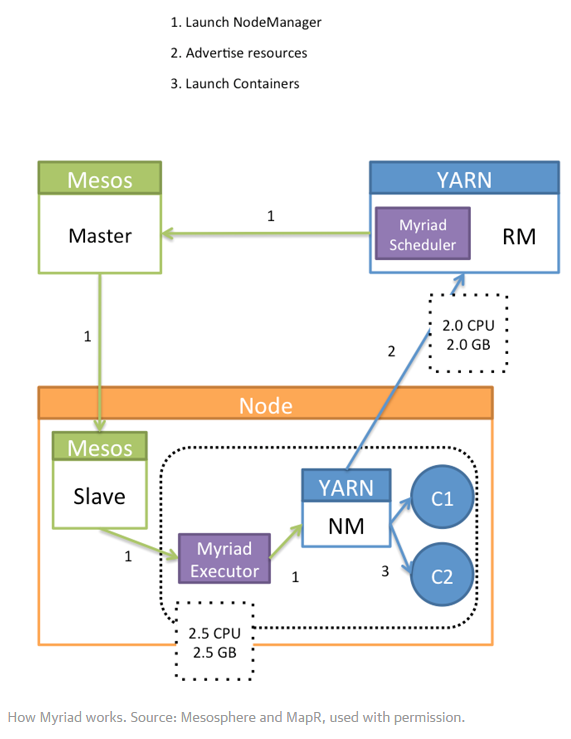 1. Launch NodeManager
2. Advertise resources
3. Launch Containers
Mesos
Master
1
YARN
Myriad
Scheduler
RM
1
2
2.0 CPU
2.0 GB
Node
Mesos
Slave
1
Myriad
Executor
1
YARN
NM
3
C1
C2
2.5 CPU
2.5 GB
How Myriad works. Source: Mesosphere and MapR, used with permission.